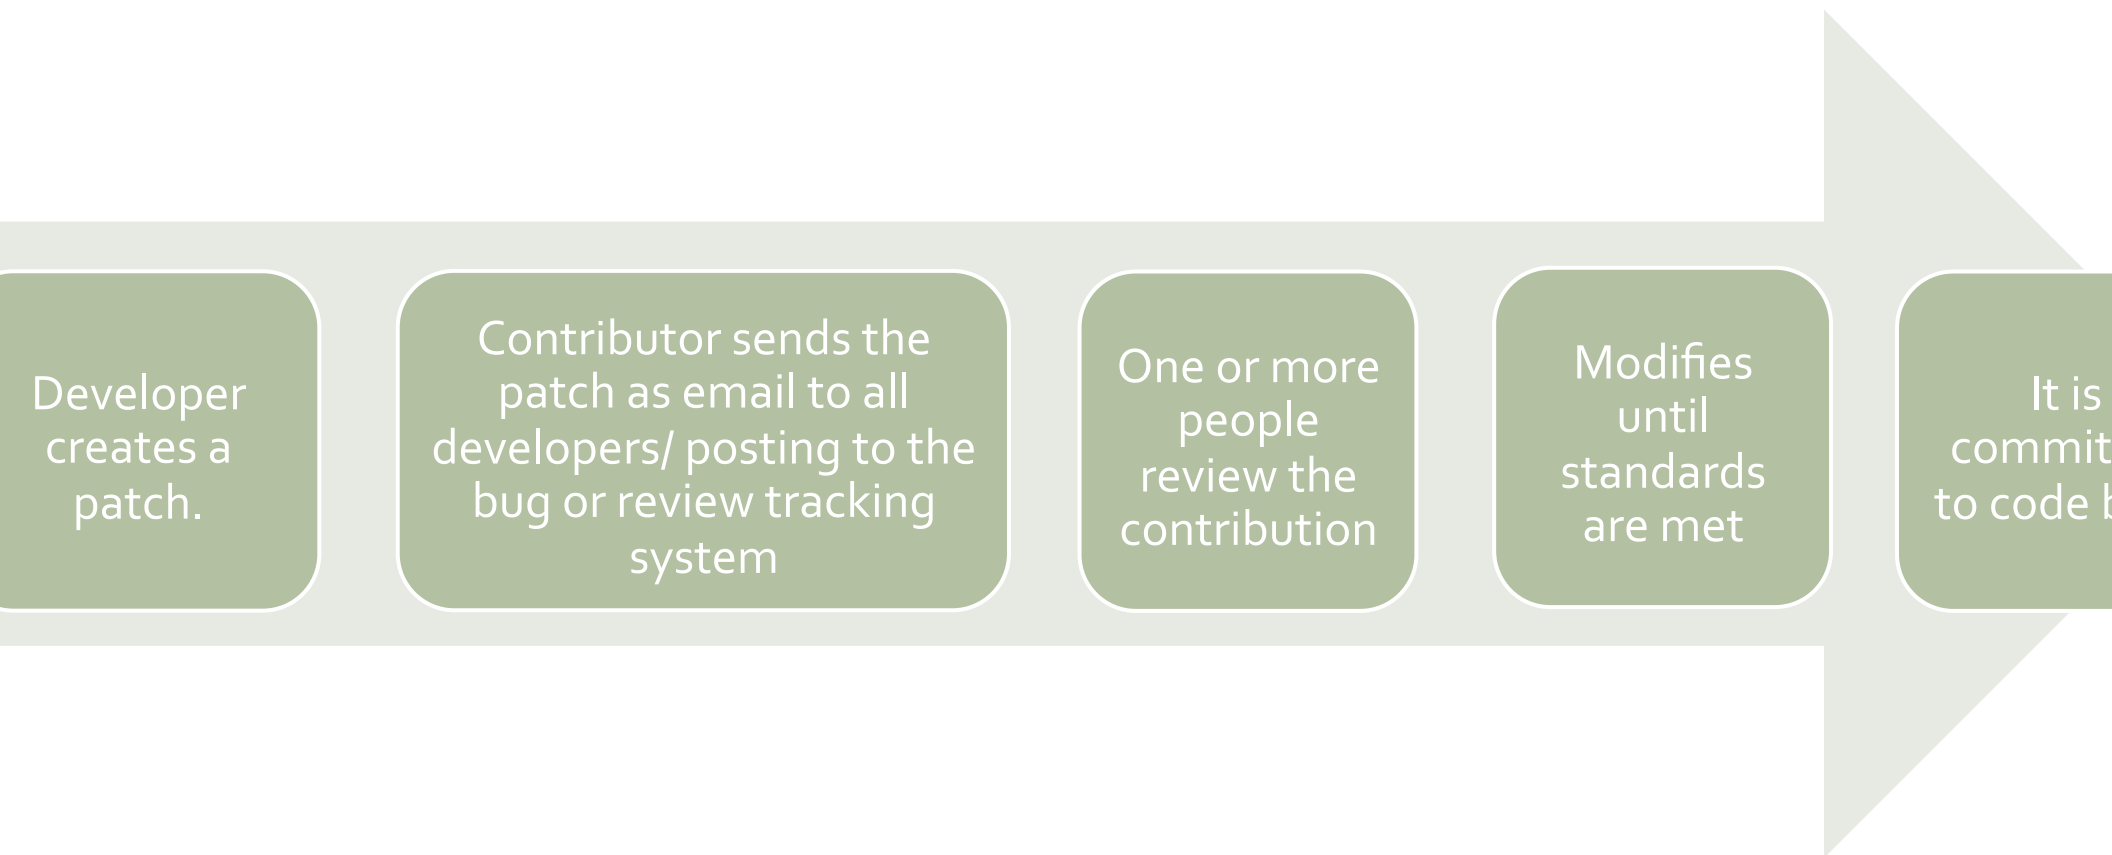 Developer
creates a
patch.
Contributor sends the
patch as email to all
developers/ posting to the
bug or review tracking
system
One or more
people
review the
contribution
Modifies
until
standards
are met
It is
commit
to code